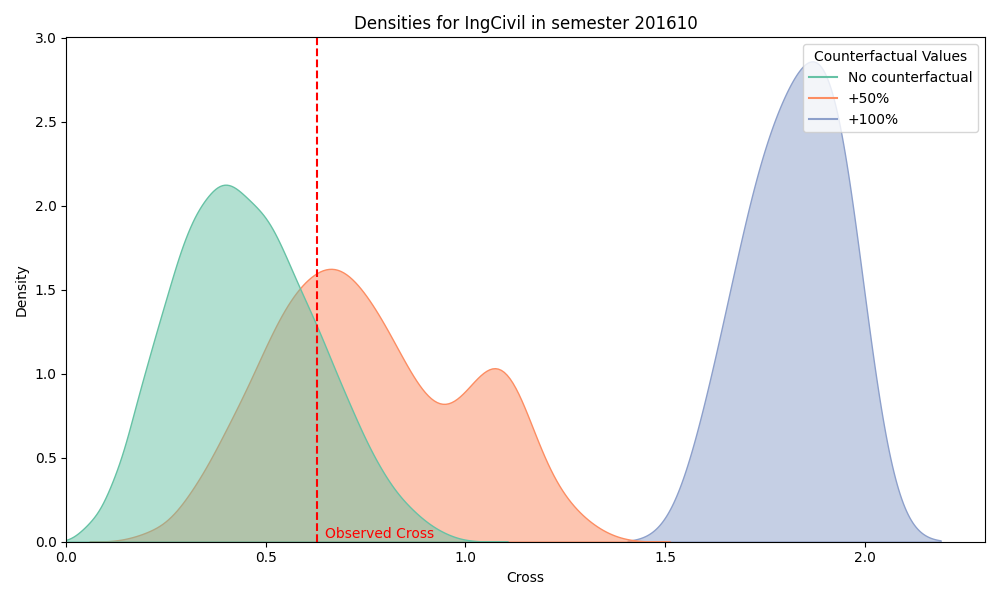 Densities for IngCivil in semester 201610
Counterfactual Values
No counterfactual
+50%
+100%
3.0
2.5
2.0
1.5
1.0
0.5
0.0
Density
Observed Cross
0.0 0.5 1.0 1.5 2.0
Cross